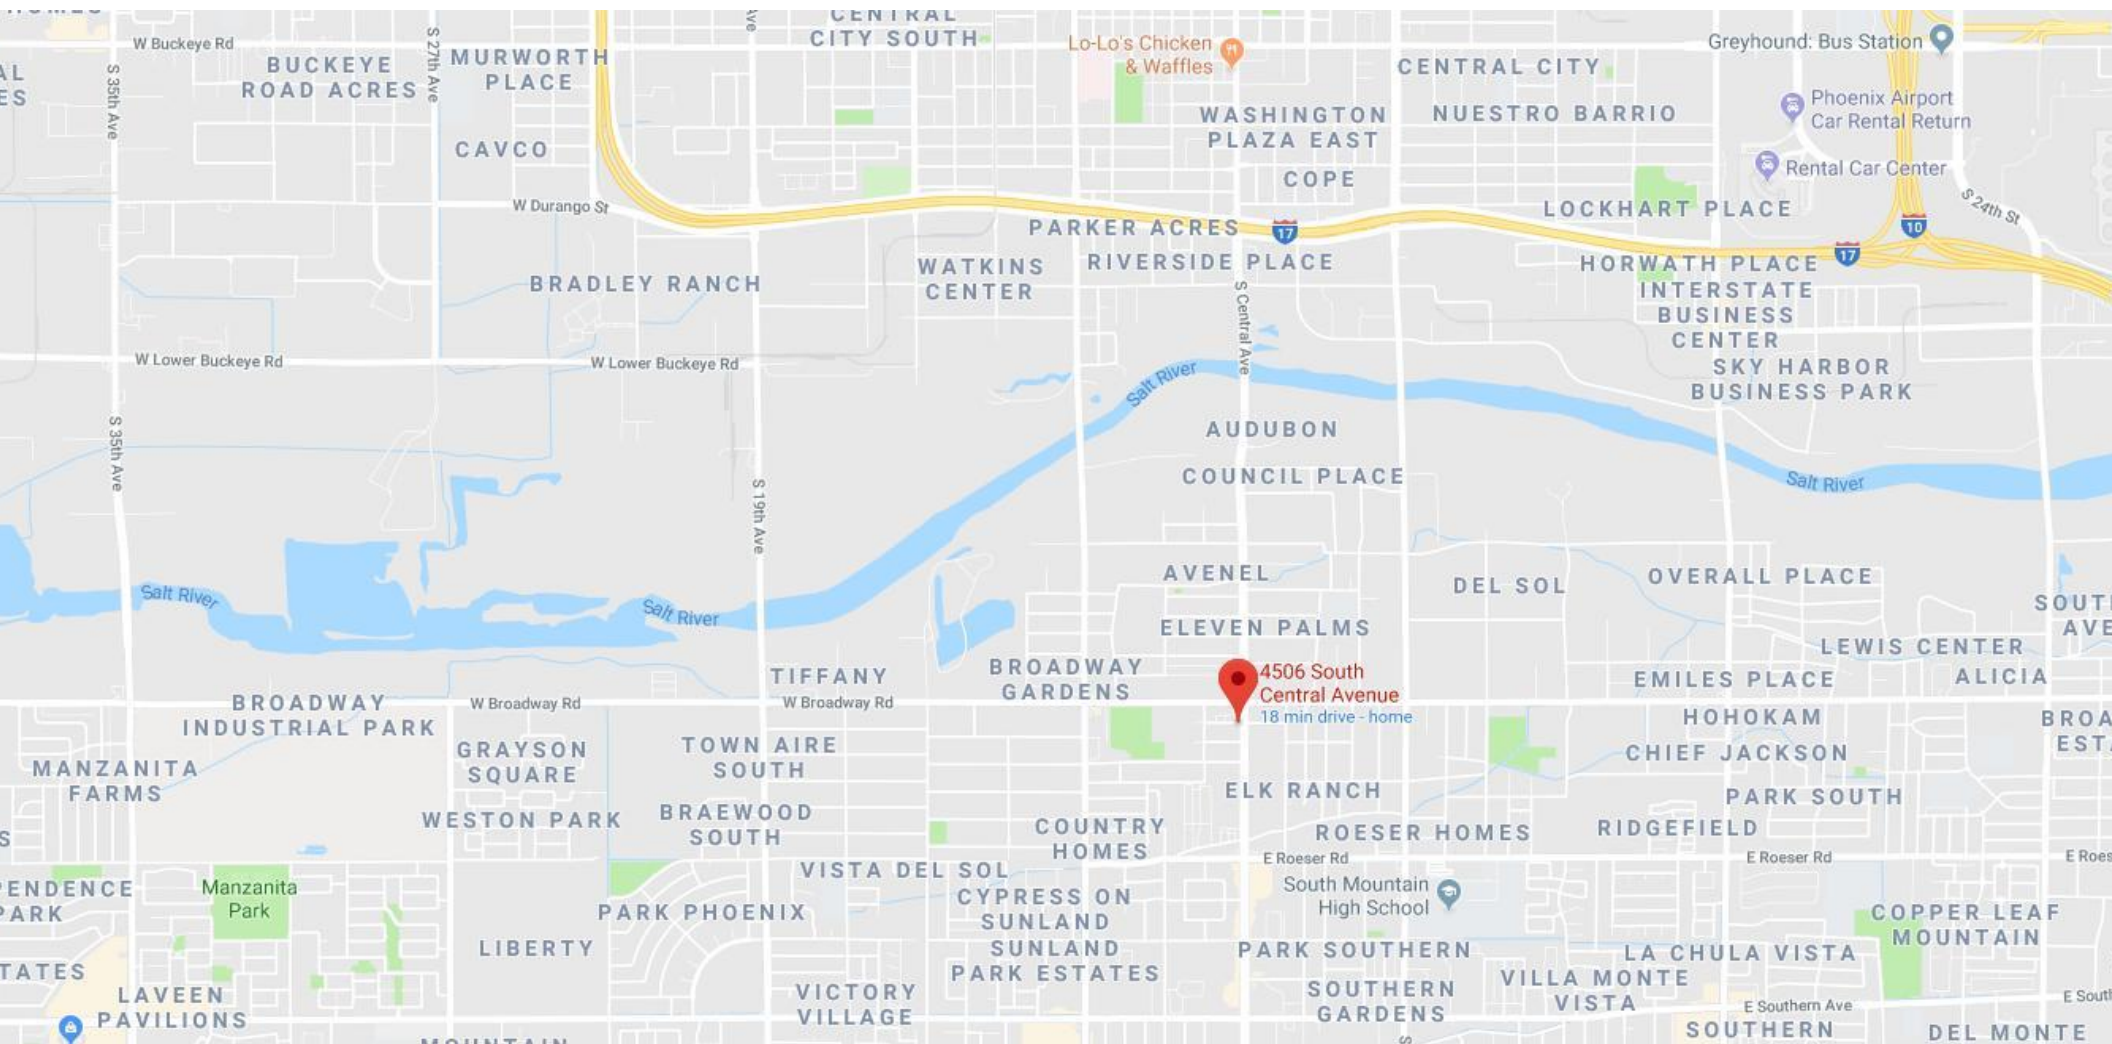 W Buckeye Rd
S 35th Ave
BUCKEYE
ROAD ACRES
S 27th Ave
MURWORTH
PLACE
CAVCO
CENTRAL
CITY SOUTH
Lo-Lo's Chicken
& Waffles
WASHINGTON
PLAZA EAST
COPE
CENTRAL CITY
NUESTRO BARRIO
Greyhound: Bus Station
Phoenix Airport
Car Rental Return
Rental Car Center
S 24th St
W Durango St
PARKER ACRES
17
LOCKHART PLACE
10
17
BRADLEY RANCH
WATKINS
CENTER
RIVERSIDE PLACE
S Central Ave
HORWATH PLACE
INTERSTATE
BUSINESS
CENTER
SKY HARBOR
BUSINESS PARK
W Lower Buckeye Rd
W Lower Buckeye Rd
Salt River
S 35th Ave
AUDUBON
COUNCIL PLACE
Salt River
S 19th Ave
AVENEL
DEL SOL
OVERALL PLACE
Salt River
Salt River
ELEVEN PALMS
LEWIS CENTER
ALICIA
TIFFANY
BROADWAY
GARDENS
4506 South
Central Avenue
18 min drive - home
EMILES PLACE
BROADWAY
INDUSTRIAL PARK
W Broadway Rd
W Broadway Rd
HOHOKAM
CHIEF JACKSON
MANZANITA
FARMS
GRAYSON
SQUARE
TOWN AIRE
SOUTH
ELK RANCH
PARK SOUTH
WESTON PARK
BRAEWOOD
SOUTH
COUNTRY
HOMES
ROESER HOMES
RIDGEFIELD
E Roeser Rd
E Roeser Rd
E Roes
PENDENCE
PARK
Manzanita
Park
VISTA DEL SOL
CYPRESS ON
SUNLAND
South Mountain
High School
PARK PHOENIX
COPPER LEAF
MOUNTAIN
LIBERTY
SUNLAND
PARK ESTATES
PARK SOUTHERN
LA CHULA VISTA
TATES
LAVEEN
PAVILIONS
VICTORY
VILLAGE
SOUTHERN
GARDENS
VILLA MONTE
VISTA
E Southern Ave
E South
SOUTHERN
DEL MONTE